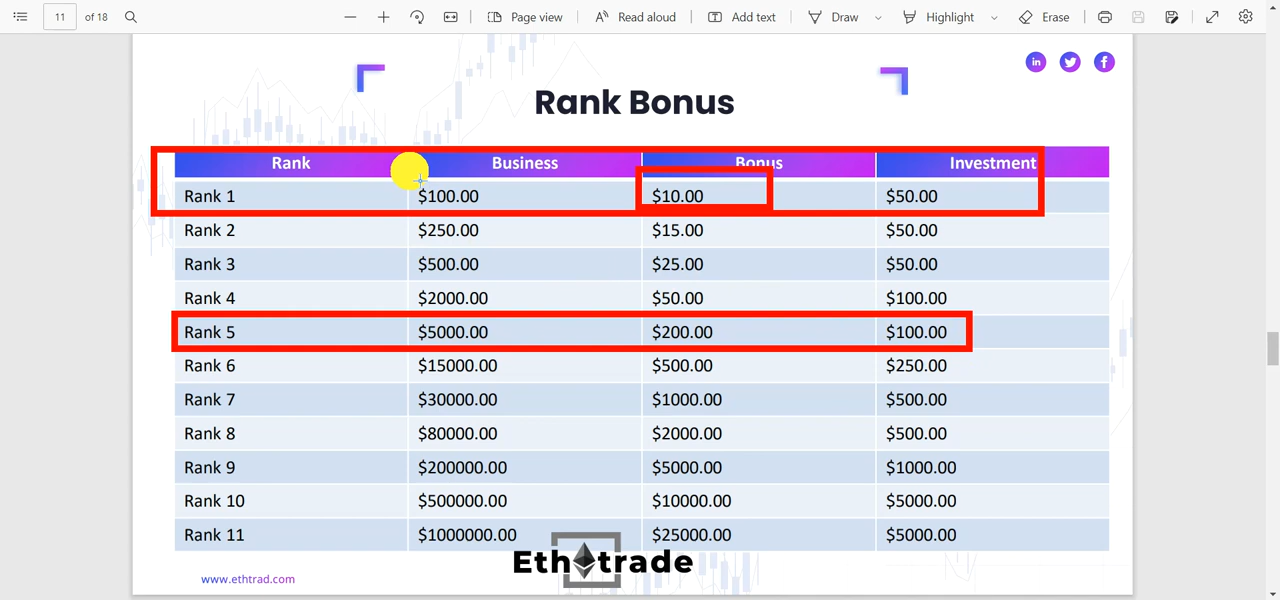 11 of 18 Page view Read aloud Add text Draw Highlight Erase
in
Rank Bonus
Rank Business Bonus Investment
Rank 1 $100.00 $10.00 $50.00
Rank 2 $250.00 $15.00 $50.00
Rank 3 $500.00 $25.00 $50.00
Rank 4 $2000.00 $50.00 $100.00
Rank 5 $5000.00 $200.00 $100.00
Rank 6 $15000.00 $500.00 $250.00
Rank 7 $30000.00 $1000.00 $500.00
Rank 8 $80000.00 $2000.00 $500.00
Rank 9 $200000.00 $5000.00 $1000.00
Rank 10 $500000.00 $10000.00 $5000.00
Rank 11 $1000000.00 $25000.00 $5000.00
Eth trade
www.ethtrad.com